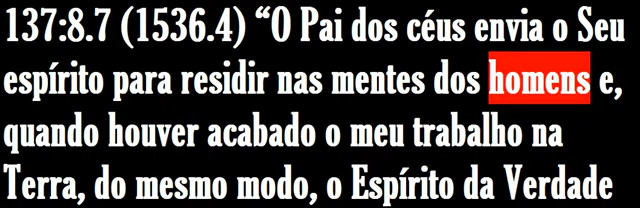 137:8.7 (1536.4) “O Pai dos céus envia o Seu
espírito para residir nas mentes dos homens e,
quando houver acabado o meu trabalho na
Terra, do mesmo modo, o Espírito da Verdade